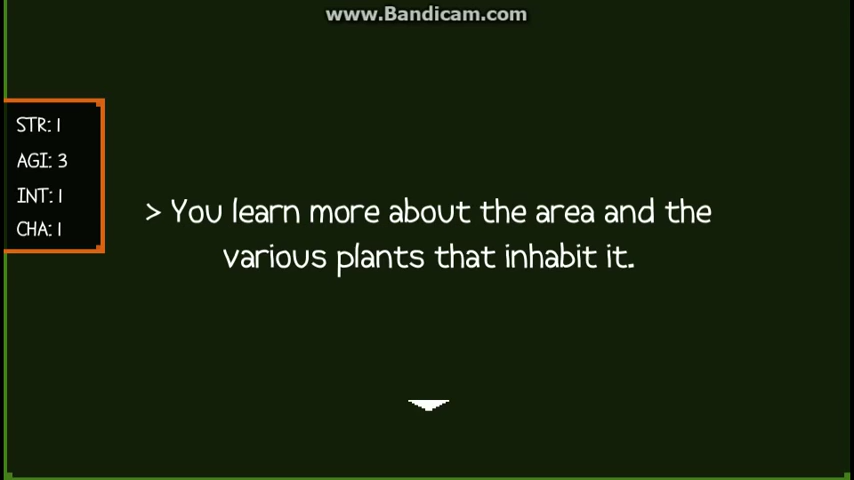 www.Bandicam.com
STR: 1
AGI: 3
INT: 1
CHA: 1
> You learn more about the area and the
various plants that inhabit it.